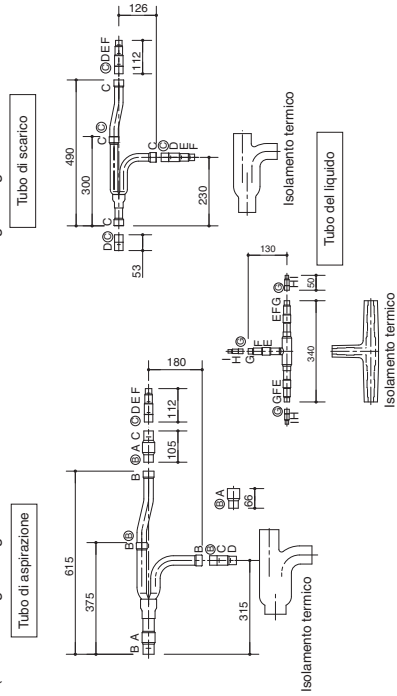 Tubo di aspirazione
615
375
B A
B Ⓑ
B
Ⓑ A C
105
Ⓒ D E F
112
180
B
Ⓑ
C
D
315
Ⓑ A
66
Isolamento termico
Tubo di scarico
490
300
D Ⓒ
53
C
C Ⓒ
C
Ⓒ D E F
112
126
C
Ⓒ
D
E
F
230
Isolamento termico
Tubo del liquido
130
I
H
Ⓖ
G
F
E
Ⓖ
I H
G F E
E F G
Ⓖ
H I
50
340
Isolamento termico